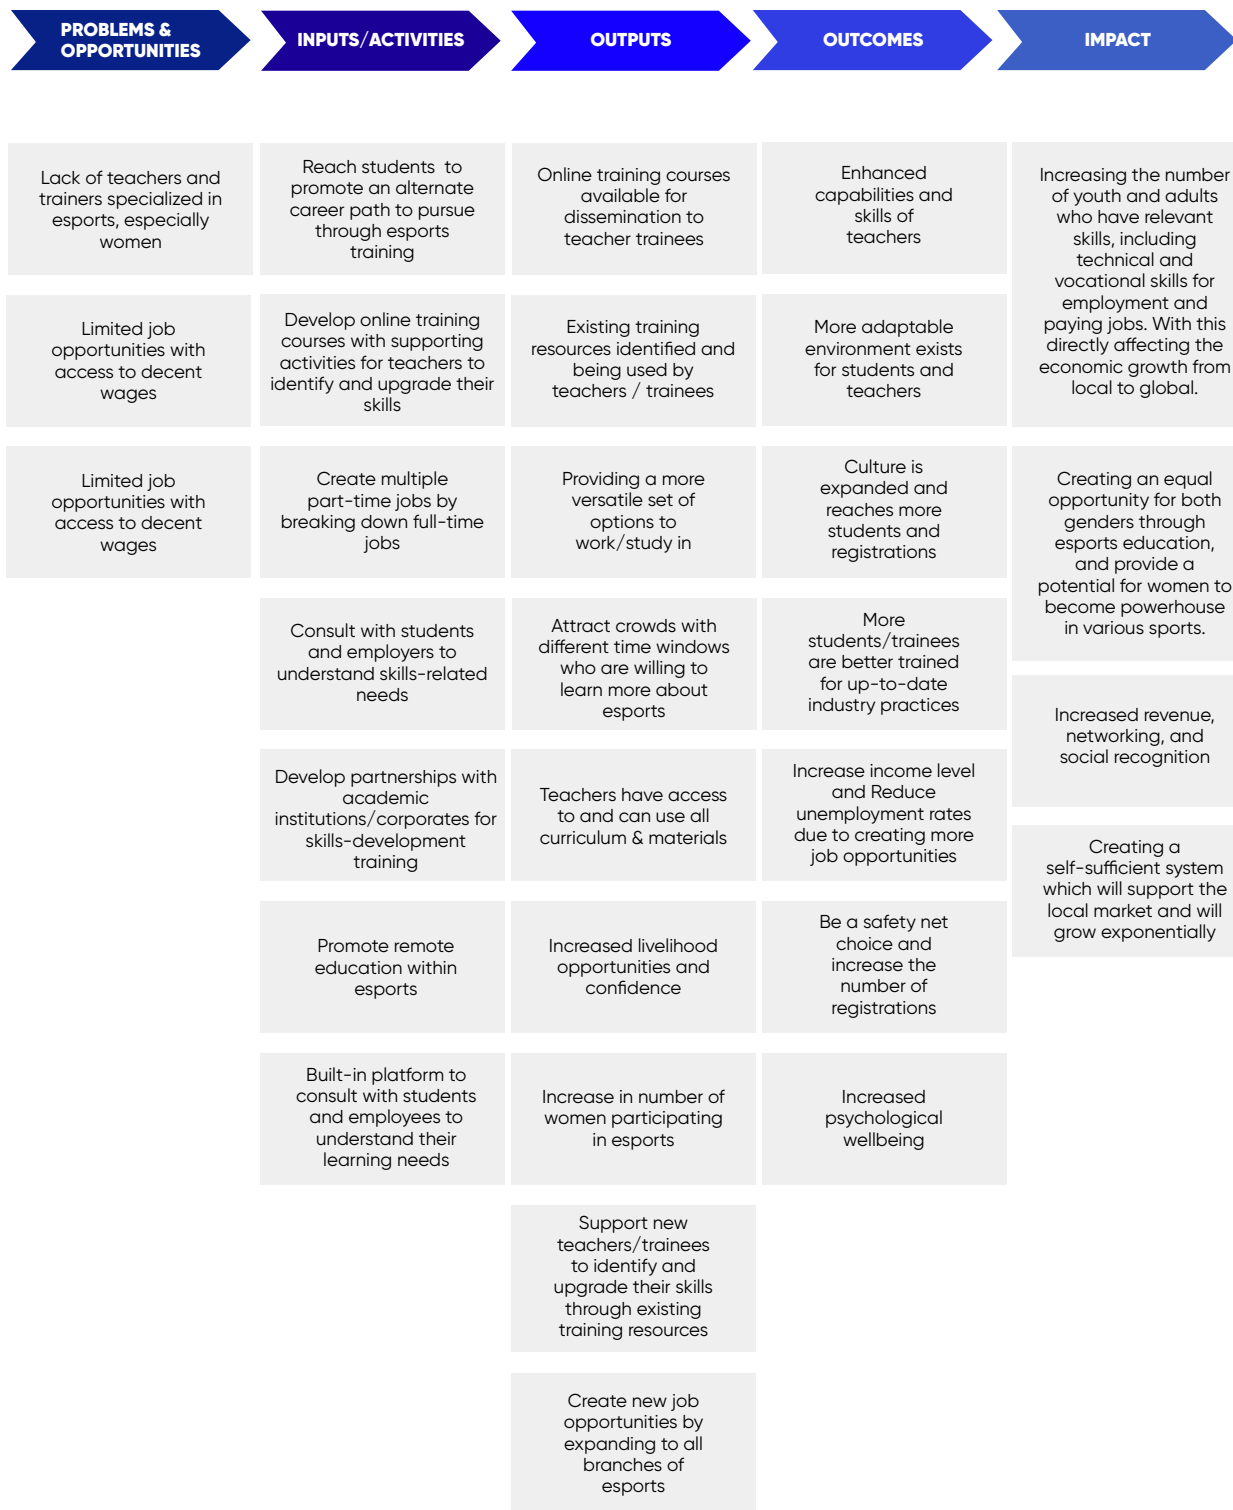 PROBLEMS &
OPPORTUNITIES
INPUTS/ACTIVITIES
OUTPUTS
OUTCOMES
IMPACT
Lack of teachers and
trainers specialized in
esports, especially
women
Limited job
opportunities with
access to decent
wages
Limited job
opportunities with
access to decent
wages
Reach students to
promote an alternate
career path to pursue
through esports
training
Develop online training
courses with supporting
activities for teachers to
identify and upgrade their
skills
Create multiple
part-time jobs by
breaking down full-time
jobs
Consult with students
and employers to
understand skills-related
needs
Develop partnerships with
academic
institutions/corporates for
skills-development
training
Promote remote
education within
esports
Built-in platform to
consult with students
and employees to
understand their
learning needs
Online training courses
available for
dissemination to
teacher trainees
Existing training
resources identified and
being used by
teachers / trainees
Providing a more
versatile set of
options to
work/study in
Attract crowds with
different time windows
who are willing to
learn more about
esports
Teachers have access
to and can use all
curriculum & materials
Increased livelihood
opportunities and
confidence
Increase in number of
women participating
in esports
Support new
teachers/trainees
to identify and
upgrade their skills
through existing
training resources
Create new job
opportunities by
expanding to all
branches of
esports
Enhanced
capabilities and
skills of
teachers
More adaptable
environment exists
for students and
teachers
Culture is
expanded and
reaches more
students and
registrations
More
students/trainees
are better trained
for up-to-date
industry practices
Increase income level
and Reduce
unemployment rates
due to creating more
job opportunities
Be a safety net
choice and
increase the
number of
registrations
Increased
psychological
wellbeing
Increasing the number
of youth and adults
who have relevant
skills, including
technical and
vocational skills for
employment and
paying jobs. With this
directly affecting the
economic growth from
local to global.
Creating an equal
opportunity for both
genders through
esports education,
and provide a
potential for women to
become powerhouse
in various sports.
Increased revenue,
networking, and
social recognition
Creating a
self-sufficient system
which will support the
local market and will
grow exponentially